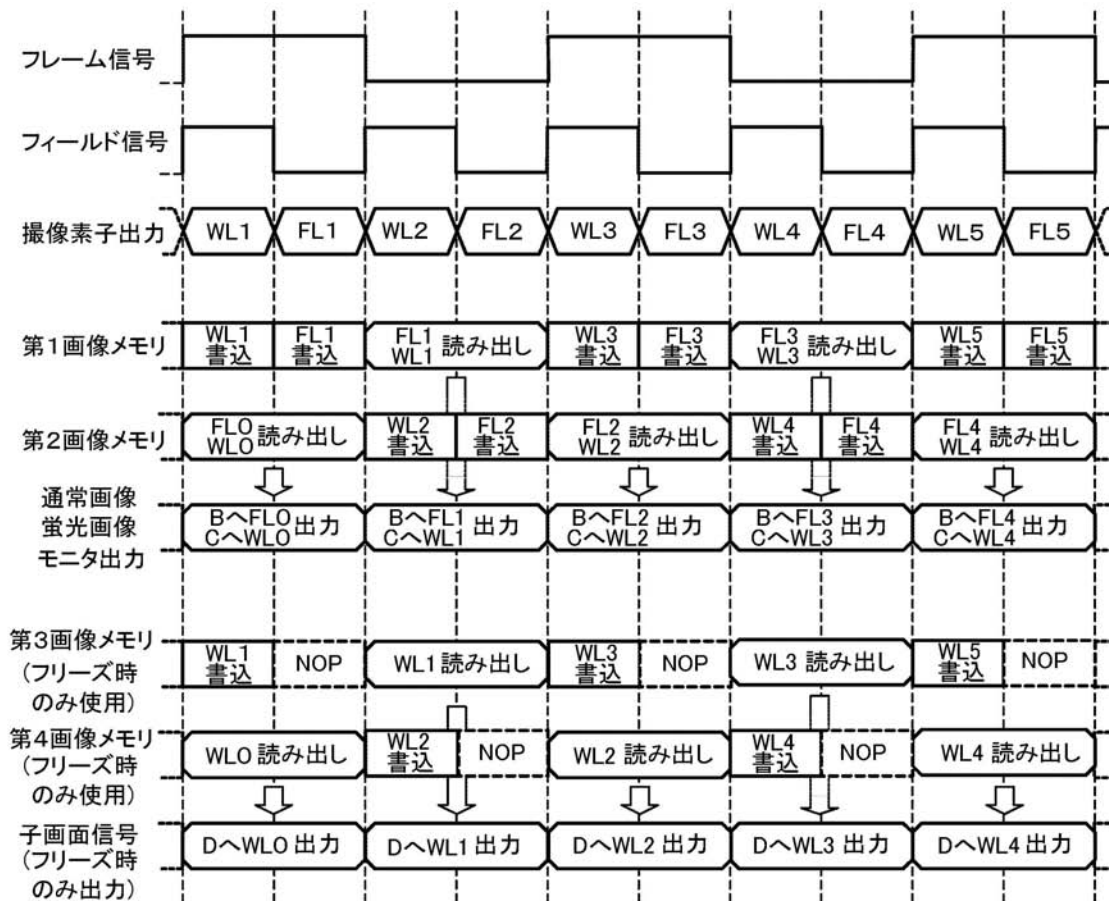 フレーム信号
フィールド信号
撮像素子出力 WL1 FL1 WL2 FL2 WL3 FL3 WL4 FL4 WL5 FL5
第1画像メモリ
WL1
書込
FL1
書込
FL1
WL1
読み出し
WL3
書込
FL3
書込
FL3
WL3
読み出し
WL5
書込
FL5
書込
第2画像メモリ
FL0
WL0
読み出し
WL2
書込
FL2
書込
FL2
WL2
読み出し
WL4
書込
FL4
書込
FL4
WL4
読み出し
通常画像
蛍光画像
モニタ出力
BへFL0
CへWL0
出力
BへFL1
CへWL1
出力
BへFL2
CへWL2
出力
BへFL3
CへWL3
出力
BへFL4
CへWL4
出力
第3画像メモリ
(フリーズ時
のみ使用)
WL1
書込
NOP
WL1 読み出し
WL3
書込
NOP
WL3 読み出し
WL5
書込
NOP
第4画像メモリ
(フリーズ時
のみ使用)
WL0 読み出し
WL2
書込
NOP
WL2 読み出し
WL4
書込
NOP
WL4 読み出し
子画面信号
(フリーズ時
のみ出力)
DへWL0 出力
DへWL1 出力
DへWL2 出力
DへWL3 出力
DへWL4 出力